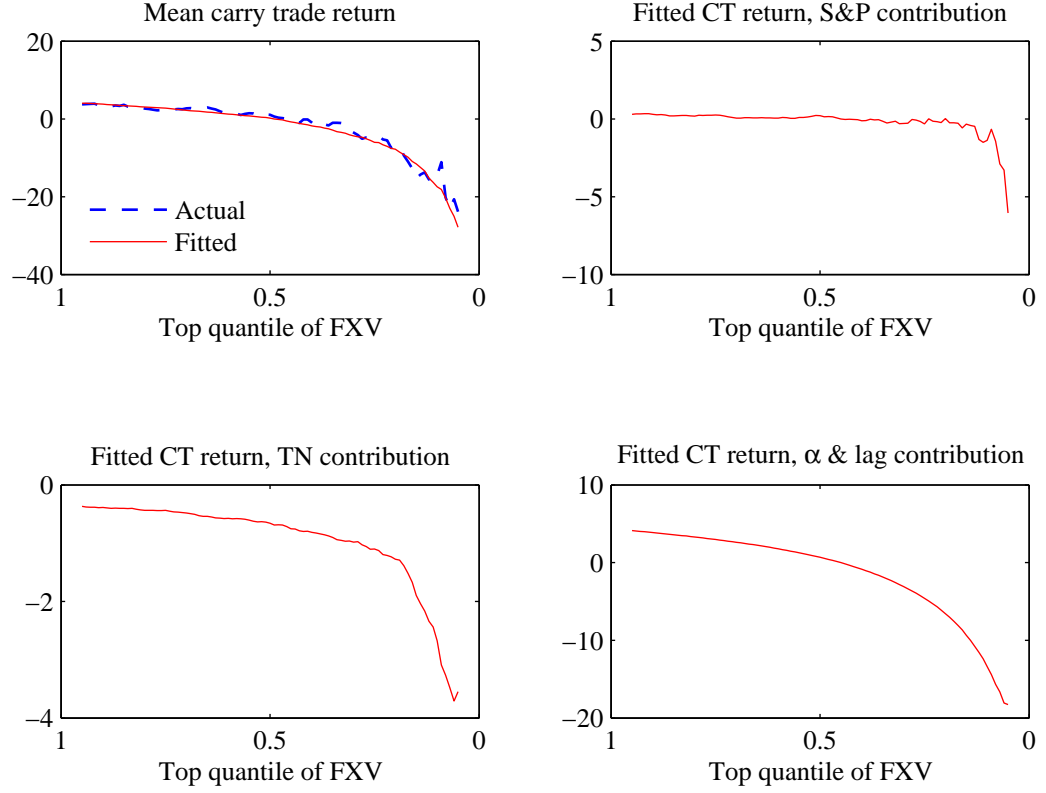 Mean carry trade return
20
0
−20
−40
Actual
Fitted
1
0.5
0
Top quantile of FXV
Fitted CT return, S&P contribution
5
0
−5
−10
1
0.5
0
Top quantile of FXV
Fitted CT return, TN contribution
0
−2
−4
1
0.5
0
Top quantile of FXV
Fitted CT return, α & lag contribution
10
0
−10
−20
1
0.5
0
Top quantile of FXV